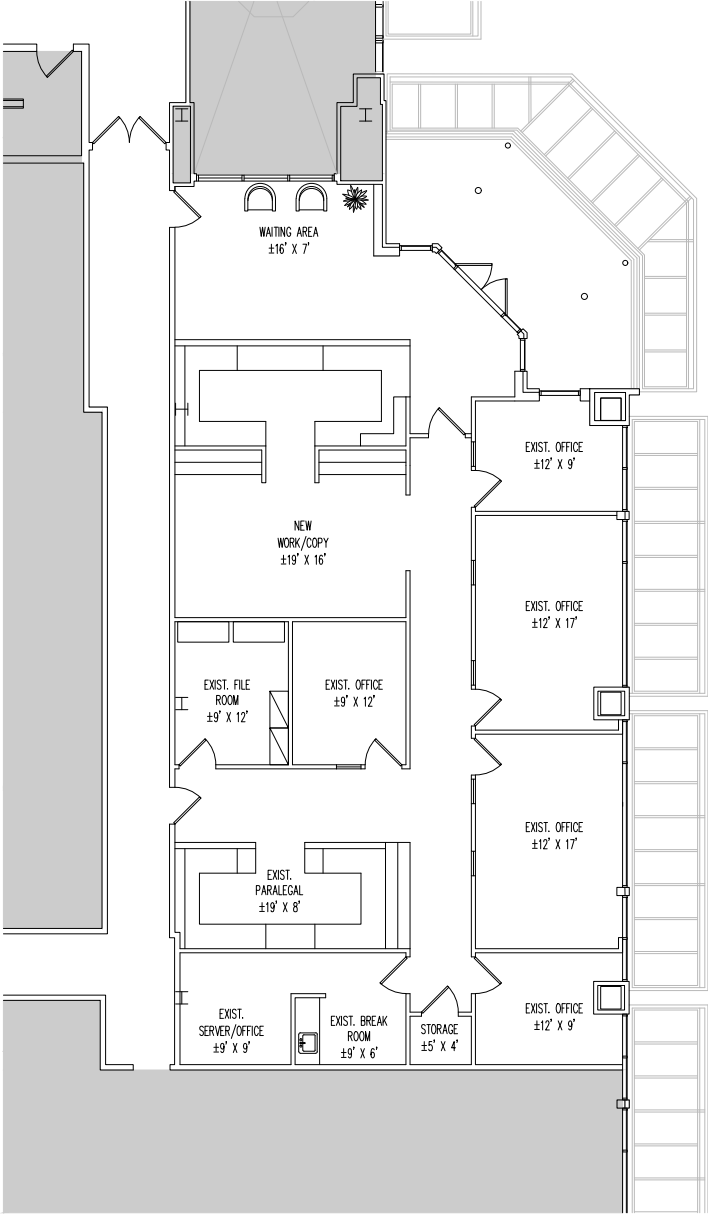 WAITING AREA
±16' X 7'
EXIST. OFFICE
±12' X 9'
NEW
WORK/COPY
±19' X 16'
EXIST. OFFICE
±12' X 17'
EXIST. FILE
ROOM
±9' X 12'
EXIST. OFFICE
±9' X 12'
EXIST. OFFICE
±12' X 17'
EXIST.
PARALEGAL
±19' X 8'
EXIST.
SERVER/OFFICE
±9' X 9'
EXIST. BREAK
ROOM
±9' X 6'
STORAGE
±5' X 4'
EXIST. OFFICE
±12' X 9'